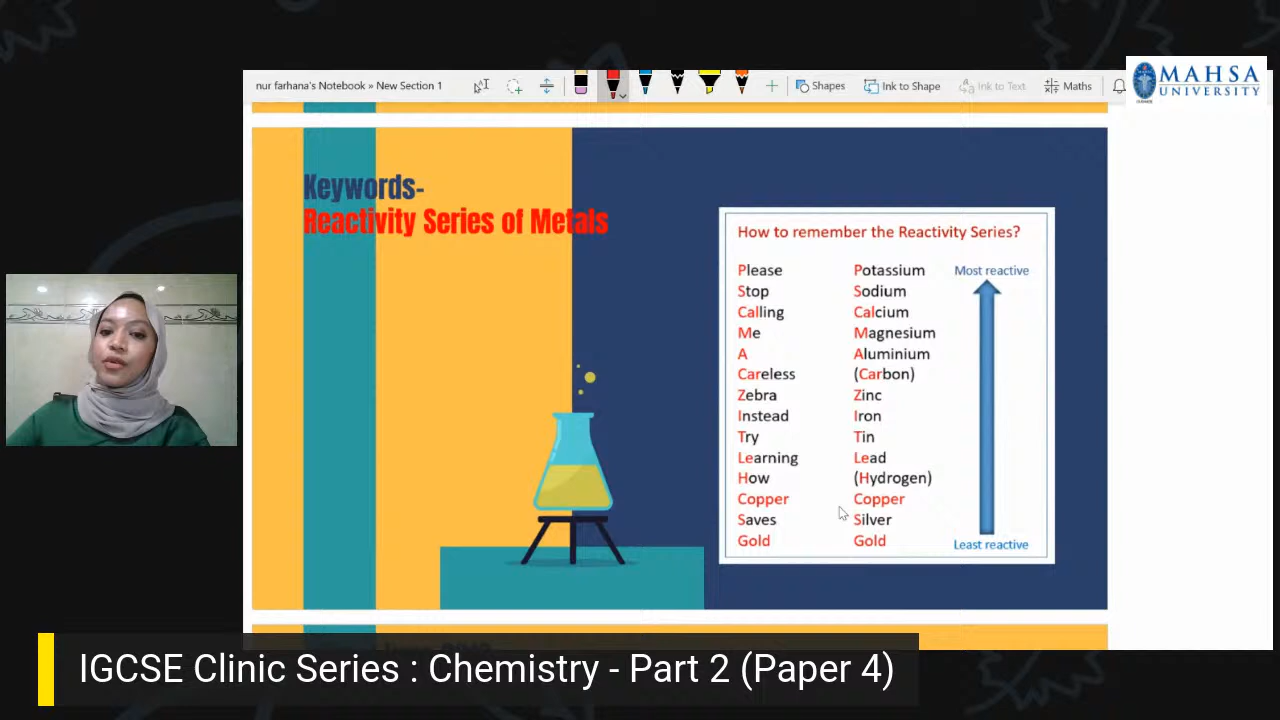 nur farhana's Notebook » New Section 1
Shapes
Ink to Shape
Ink to Text
Maths
MAHSA
UNIVERSITY
Keywords-
Reactivity Series of Metals
How to remember the Reactivity Series?
Please Potassium Most reactive
Stop Sodium
Calling Calcium
Me Magnesium
A Aluminium
Careless (Carbon)
Zebra Zinc
Instead Iron
Try Tin
Learning Lead
How (Hydrogen)
Copper Copper
Saves Silver
Gold Gold Least reactive
IGCSE Clinic Series : Chemistry - Part 2 (Paper 4)